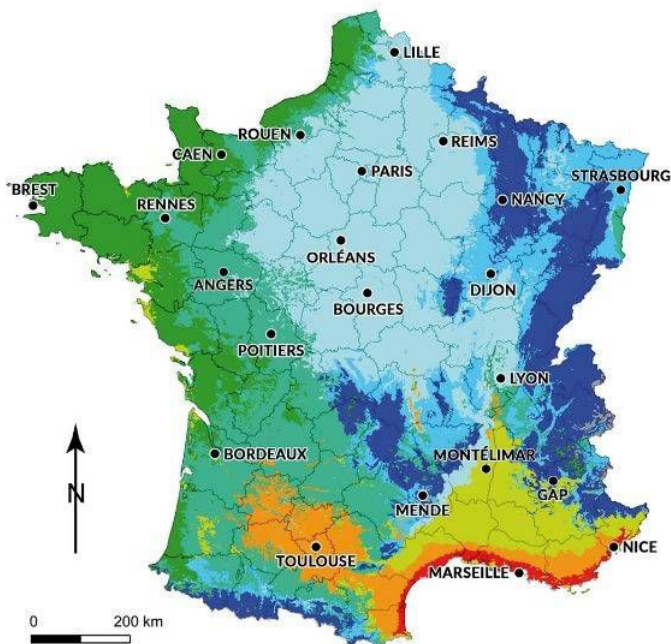 LILLE
ROUEN
REIMS
CAEN
PARIS
STRASBOURG
BREST
NANCY
RENNES
ORLÉANS
ANGERS
DIJON
BOURGES
POITIERS
LYON
BORDEAUX
MONTÉLIMAR
GAP
MENDE
N
TOULOUSE
NICE
MARSEILLE
0 200 km